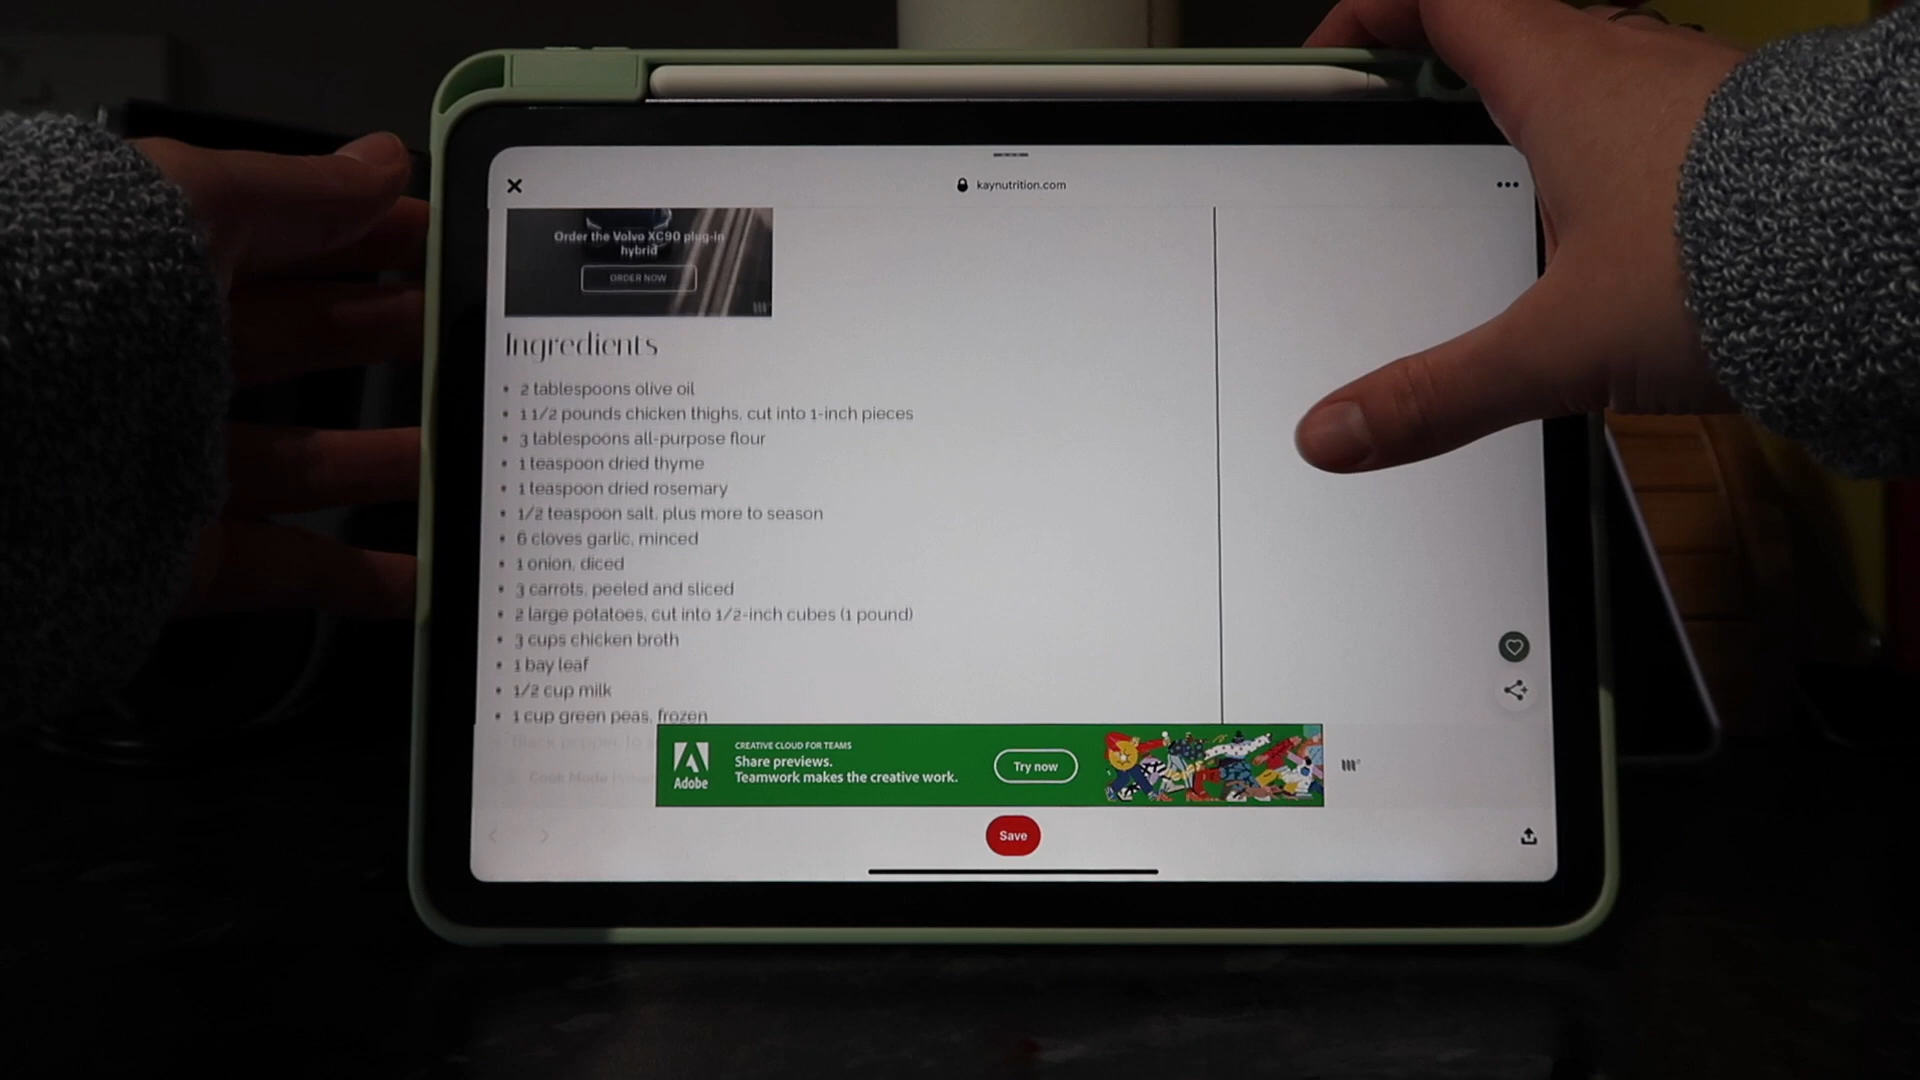 kaynutrition.com
Order the Volvo XC90 plug-in
hybrid
ORDER NOW
Ingredients
• 2 tablespoons olive oil
• 1 1/2 pounds chicken thighs, cut into 1-inch pieces
• 3 tablespoons all-purpose flour
• 1 teaspoon dried thyme
• 1 teaspoon dried rosemary
• 1/2 teaspoon salt, plus more to season
• 6 cloves garlic, minced
• 1 onion, diced
• 3 carrots, peeled and sliced
• 2 large potatoes, cut into 1/2-inch cubes (1 pound)
• 3 cups chicken broth
• 1 bay leaf
• 1/2 cup milk
• 1 cup green peas, frozen
Black pepper, to
Cook Mode
Adobe
CREATIVE CLOUD FOR TEAMS
Share previews.
Teamwork makes the creative work.
Try now
Save